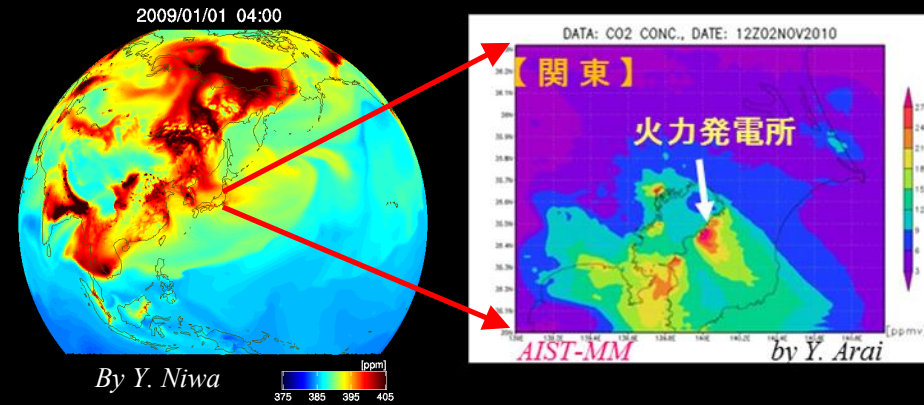 2009/01/01 04:00
By Y. Niwa
[ppm]
375 385 395 405
DATA: CO2 CONC., DATE: 12Z02NOV2010
【関東】
火力発電所
[ppmv
AIST-MM
by Y. Arai